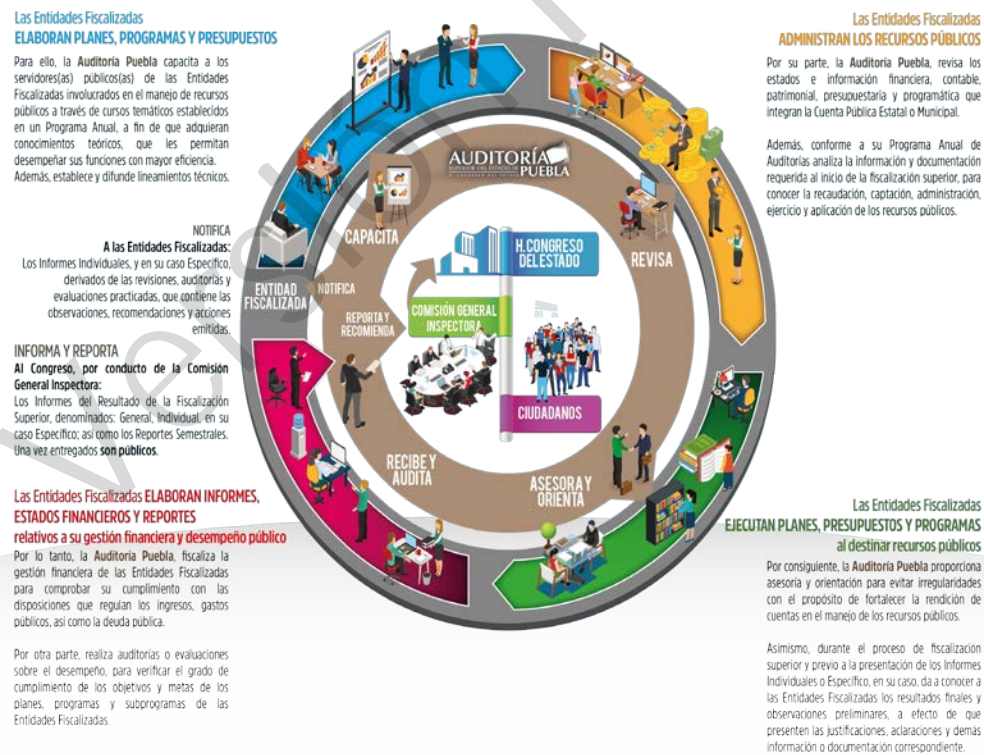 Las Entidades Fiscalizadas
ELABORAN PLANES, PROGRAMAS Y PRESUPUESTOS
Para ello, la Auditoría Puebla capacita a los
servidores(as) públicos(as) de las Entidades
Fiscalizadas involucrados en el manejo de recursos
públicos a través de cursos temáticos establecidos
en un Programa Anual, a fin de que adquieran
conocimientos teóricos, que les permitan
desempeñar sus funciones con mayor eficiencia.
Además, establece y difunde lineamientos técnicos.
NOTIFICA
A las Entidades Fiscalizadas:
Los Informes Individuales, y en su caso Específico,
derivados de las revisiones, auditorías y
evaluaciones practicadas, que contiene las
observaciones, recomendaciones y acciones
emitidas.
INFORMA Y REPORTA
Al Congreso, por conducto de la Comisión
General Inspectora:
Los Informes del Resultado de la Fiscalización
Superior, denominados: General, Individual, en su
caso Específico; así como los Reportes Semestrales.
Una vez entregados son públicos.
Las Entidades Fiscalizadas ELABORAN INFORMES,
ESTADOS FINANCIEROS Y REPORTES
relativos a su gestión financiera y desempeño público
Por lo tanto, la Auditoría Puebla, fiscaliza la
gestión financiera de las Entidades Fiscalizadas
para comprobar su cumplimiento con las
disposiciones que regulan los ingresos, gastos
públicos, así como la deuda pública.
Por otra parte, realiza auditorías o evaluaciones
sobre el desempeño, para verificar el grado de
cumplimiento de los objetivos y metas de los
planes, programas y subprogramas de las
Entidades Fiscalizadas.
AUDITORÍA
SUPERIOR DEL ESTADO DE PUEBLA
CAPACITA
REVISA
H. CONGRESO
DEL ESTADO
ENTIDAD
FISCALIZADA
NOTIFICA
REPORTA Y
RECOMIENDA
COMISIÓN GENERAL
INSPECTORA
CIUDADANOS
RECIBE Y
AUDITA
ASESORA Y
ORIENTA
Las Entidades Fiscalizadas
ADMINISTRAN LOS RECURSOS PÚBLICOS
Por su parte, la Auditoría Puebla, revisa los
estados e información financiera, contable,
patrimonial, presupuestaria y programática que
integran la Cuenta Pública Estatal o Municipal.
Además, conforme a su Programa Anual de
Auditorías analiza la información y documentación
requerida al inicio de la fiscalización superior, para
conocer la recaudación, captación, administración,
ejercicio y aplicación de los recursos públicos.
Las Entidades Fiscalizadas
EJECUTAN PLANES, PRESUPUESTOS Y PROGRAMAS
al destinar recursos públicos
Por consiguiente, la Auditoría Puebla proporciona
asesoría y orientación para evitar irregularidades
con el propósito de fortalecer la rendición de
cuentas en el manejo de los recursos públicos.
Asimismo, durante el proceso de fiscalización
superior y previo a la presentación de los Informes
Individuales o Específico, en su caso, da a conocer a
las Entidades Fiscalizadas los resultados finales y
observaciones preliminares, a efecto de que
presenten las justificaciones, aclaraciones y demás
información o documentación correspondiente.
Versión